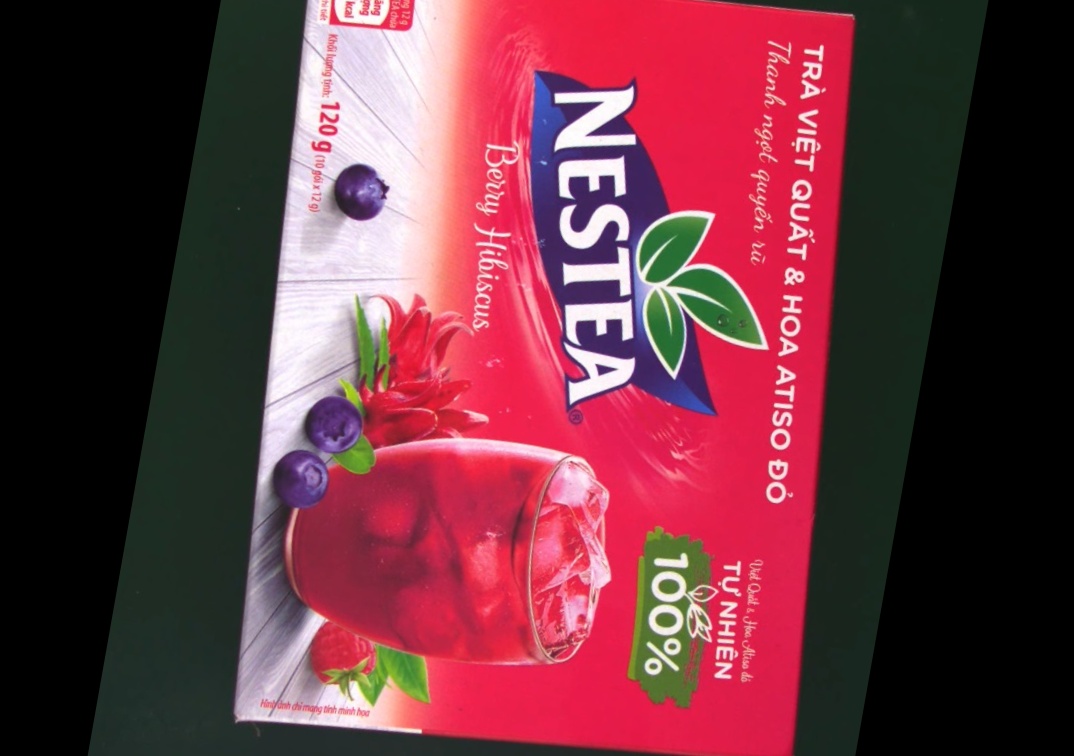 TRÀ VIỆT QUẤT & HOA ATISO ĐỎ
Thanh ngọt quyến rũ
NESTEA®
Berry Hibiscus
Việt Quất & Hoa Atiso đỏ
TỰ NHIÊN
100%
Khối lượng tịnh: 120 g (10 gói x 12 g)
Hình ảnh chỉ mang tính minh họa